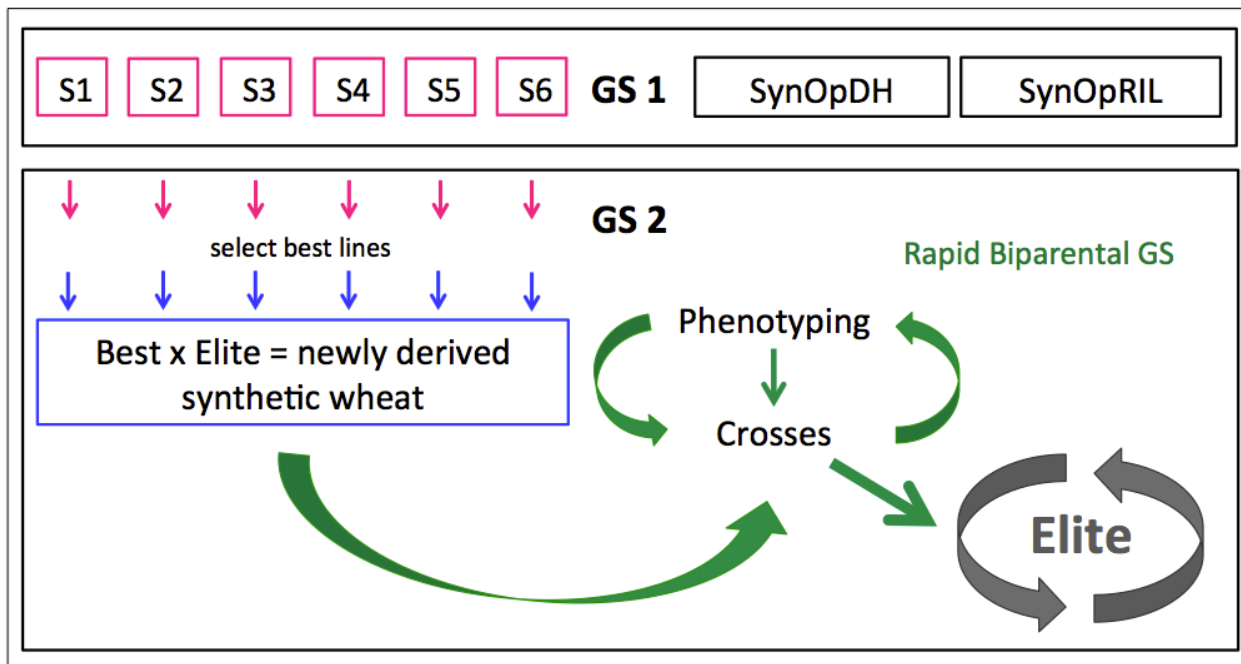 S1 S2 S3 S4 S5 S6 GS 1 SynOpDH SynOpRIL
GS 2
select best lines
Rapid Biparental GS
Best x Elite = newly derived
synthetic wheat
Phenotyping
Crosses
Elite